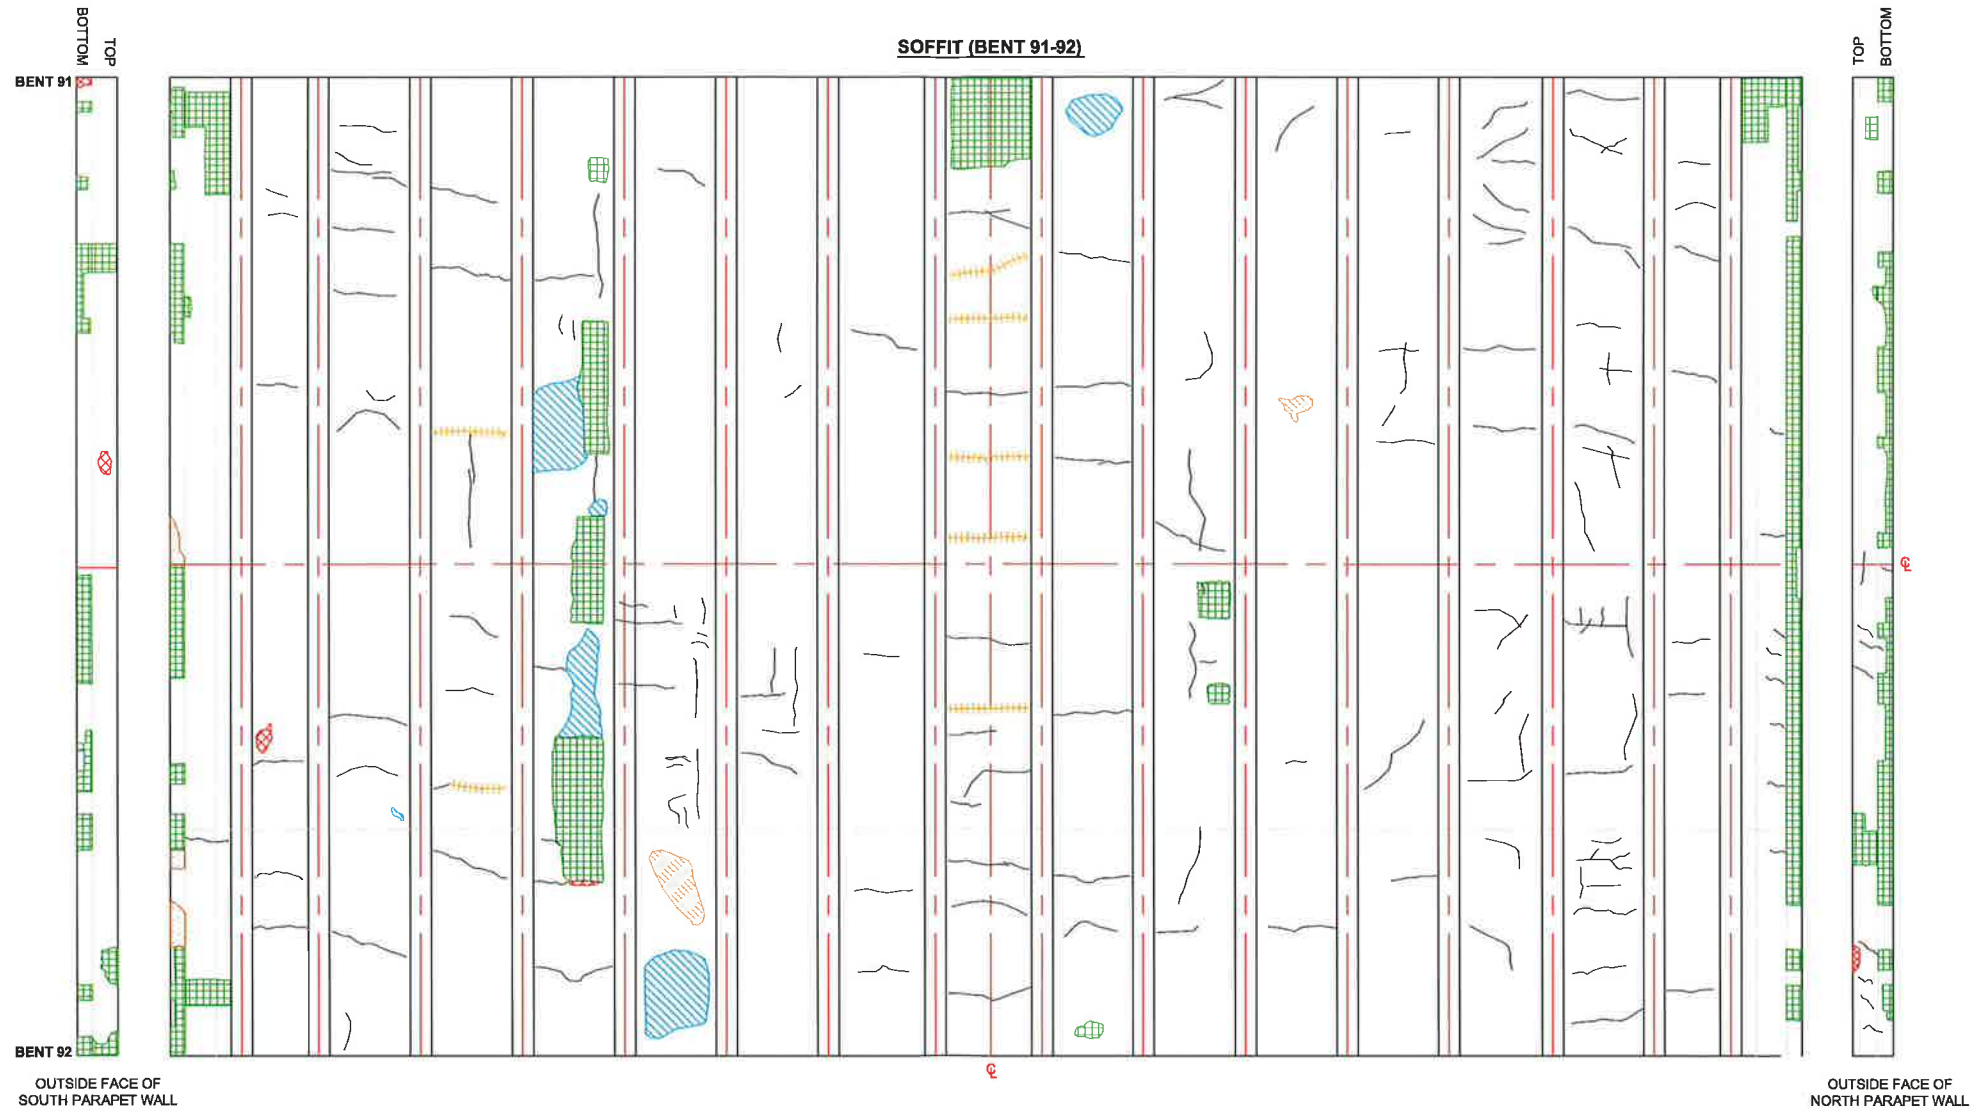 SOFFIT (BENT 91-92)
BOTTOM
TOP
TOP
BOTTOM
BENT 91
℄
BENT 92
℄
OUTSIDE FACE OF
SOUTH PARAPET WALL
OUTSIDE FACE OF
NORTH PARAPET WALL